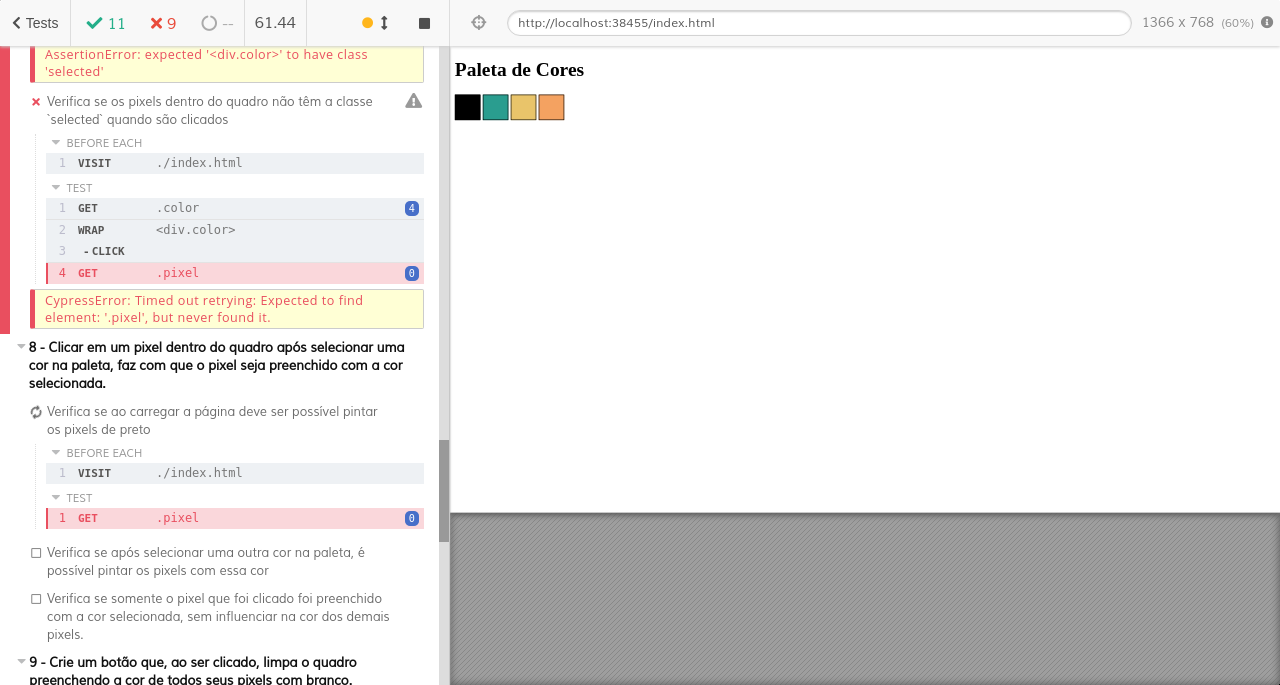 Tests
11
9
--
61.44
http://localhost:38455/index.html
1366 x 768 (60%)
AssertionError: expected '<div.color>' to have class
'selected'
Verifica se os pixels dentro do quadro não têm a classe
`selected` quando são clicados
BEFORE EACH
1 VISIT ./index.html
TEST
1 GET .color 4
2 WRAP <div.color>
3 - CLICK
4 GET .pixel 0
CypressError: Timed out retrying: Expected to find
element: '.pixel', but never found it.
8 - Clicar em um pixel dentro do quadro após selecionar uma
cor na paleta, faz com que o pixel seja preenchido com a cor
selecionada.
Verifica se ao carregar a página deve ser possível pintar
os pixels de preto
BEFORE EACH
1 VISIT ./index.html
TEST
1 GET .pixel 0
Verifica se após selecionar uma outra cor na paleta, é
possível pintar os pixels com essa cor
Verifica se somente o pixel que foi clicado foi preenchido
com a cor selecionada, sem influenciar na cor dos demais
pixels.
9 - Crie um botão que, ao ser clicado, limpa o quadro
preenchendo a cor de todos seus pixels com branco.
Paleta de Cores